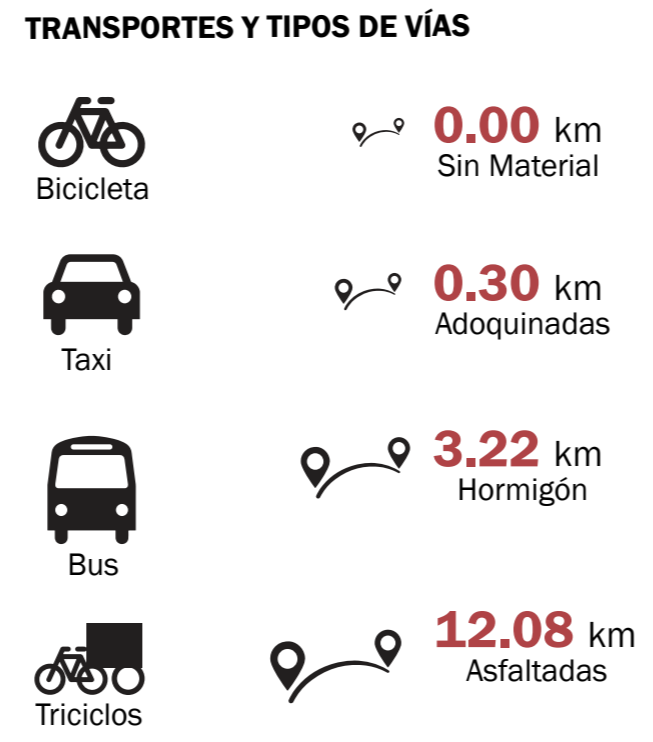 TRANSPORTES Y TIPOS DE VÍAS
Bicicleta
0.00 km
Sin Material
Taxi
0.30 km
Adoquinadas
Bus
3.22 km
Hormigón
Triciclos
12.08 km
Asfaltadas